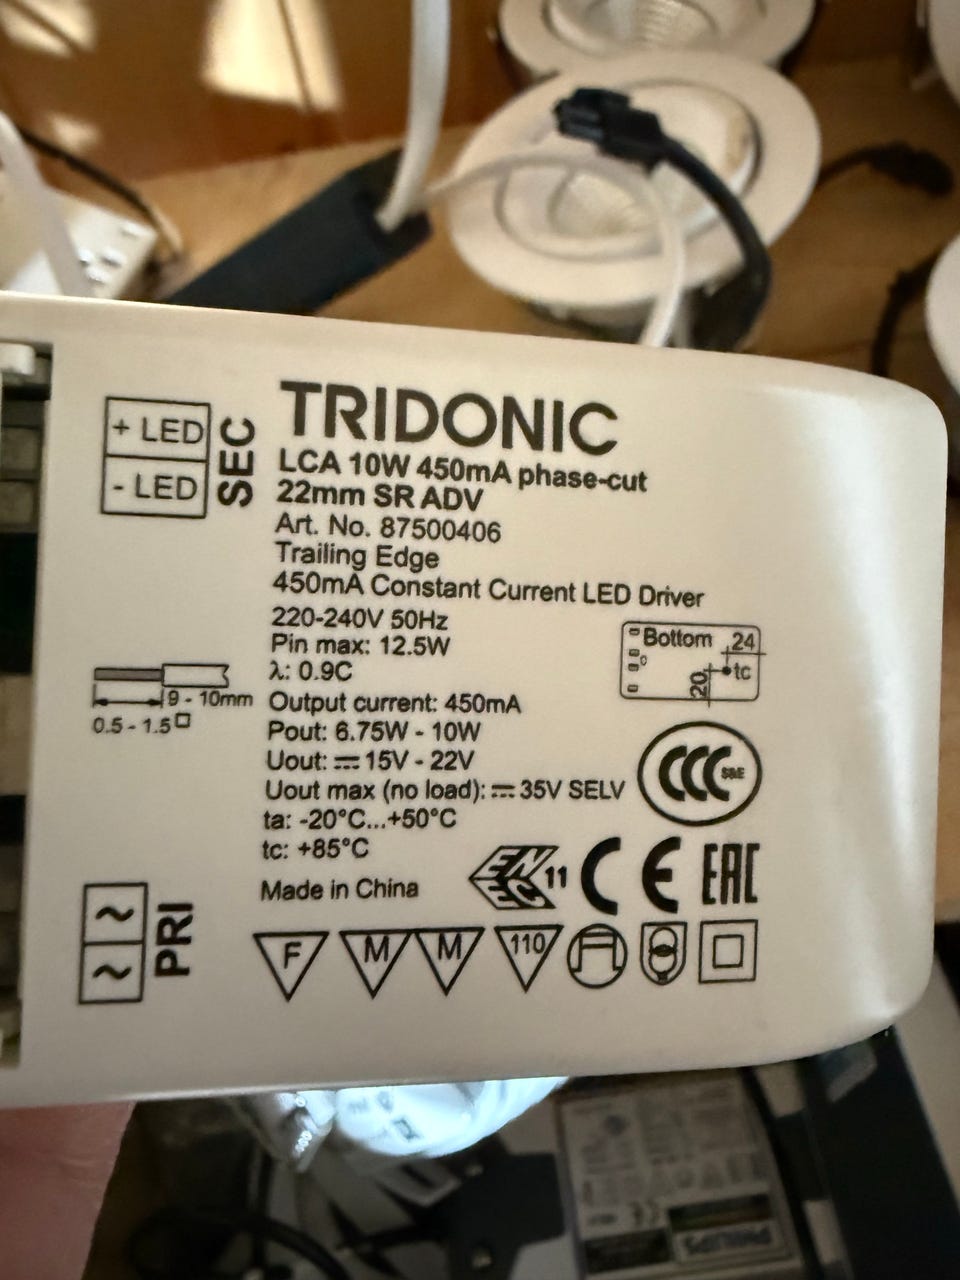 + LED
- LED
SEC
TRIDONIC
LCA 10W 450mA phase-cut
22mm SR ADV
Art. No. 87500406
Trailing Edge
450mA Constant Current LED Driver
220-240V 50Hz
Pin max: 12.5W
λ: 0.9C
Output current: 450mA
Pout: 6.75W - 10W
Uout: ⎓ 15V - 22V
Uout max (no load): ⎓ 35V SELV
ta: -20°C...+50°C
tc: +85°C
Made in China
9 - 10mm
0.5 - 1.5
Bottom
24
tc
20
CCC S&E
ENEC 11
CE
EAC
~
~
PRI
F
M
M
110
PHILIPS